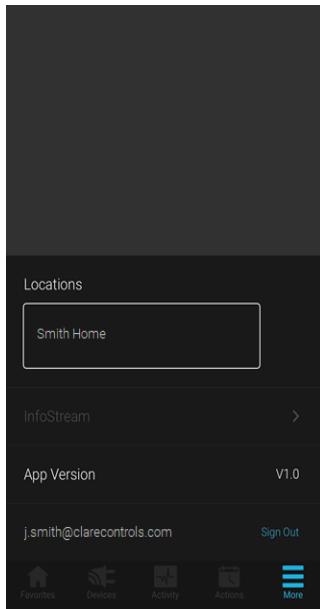 Locations
Smith Home
InfoStream
App Version V1.0
j.smith@clarecontrols.com Sign Out
Favorites Devices Activity Actions More